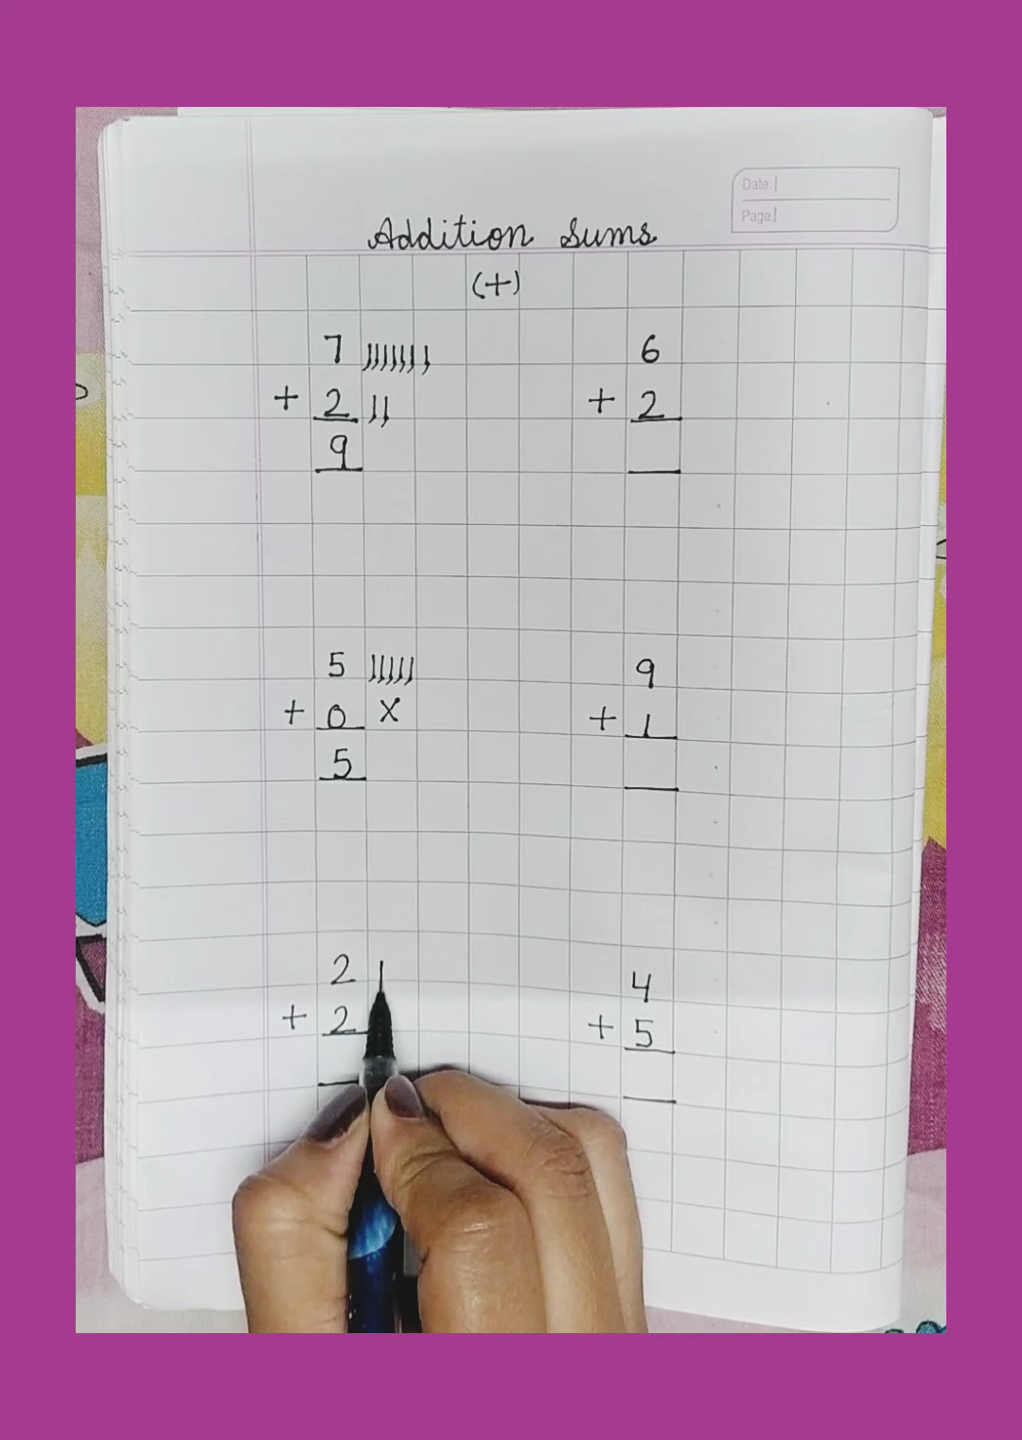 Date.
Page.
Addition Sums
(+)
7 6
+ 2 + 2
9
5 9
+ 0 x + 1
5
2 4
+ 2 + 5